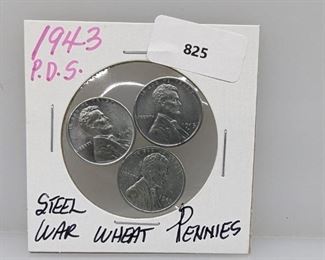 1943
P.D.S.
825
STEEL
WAR WHEAT PENNIES